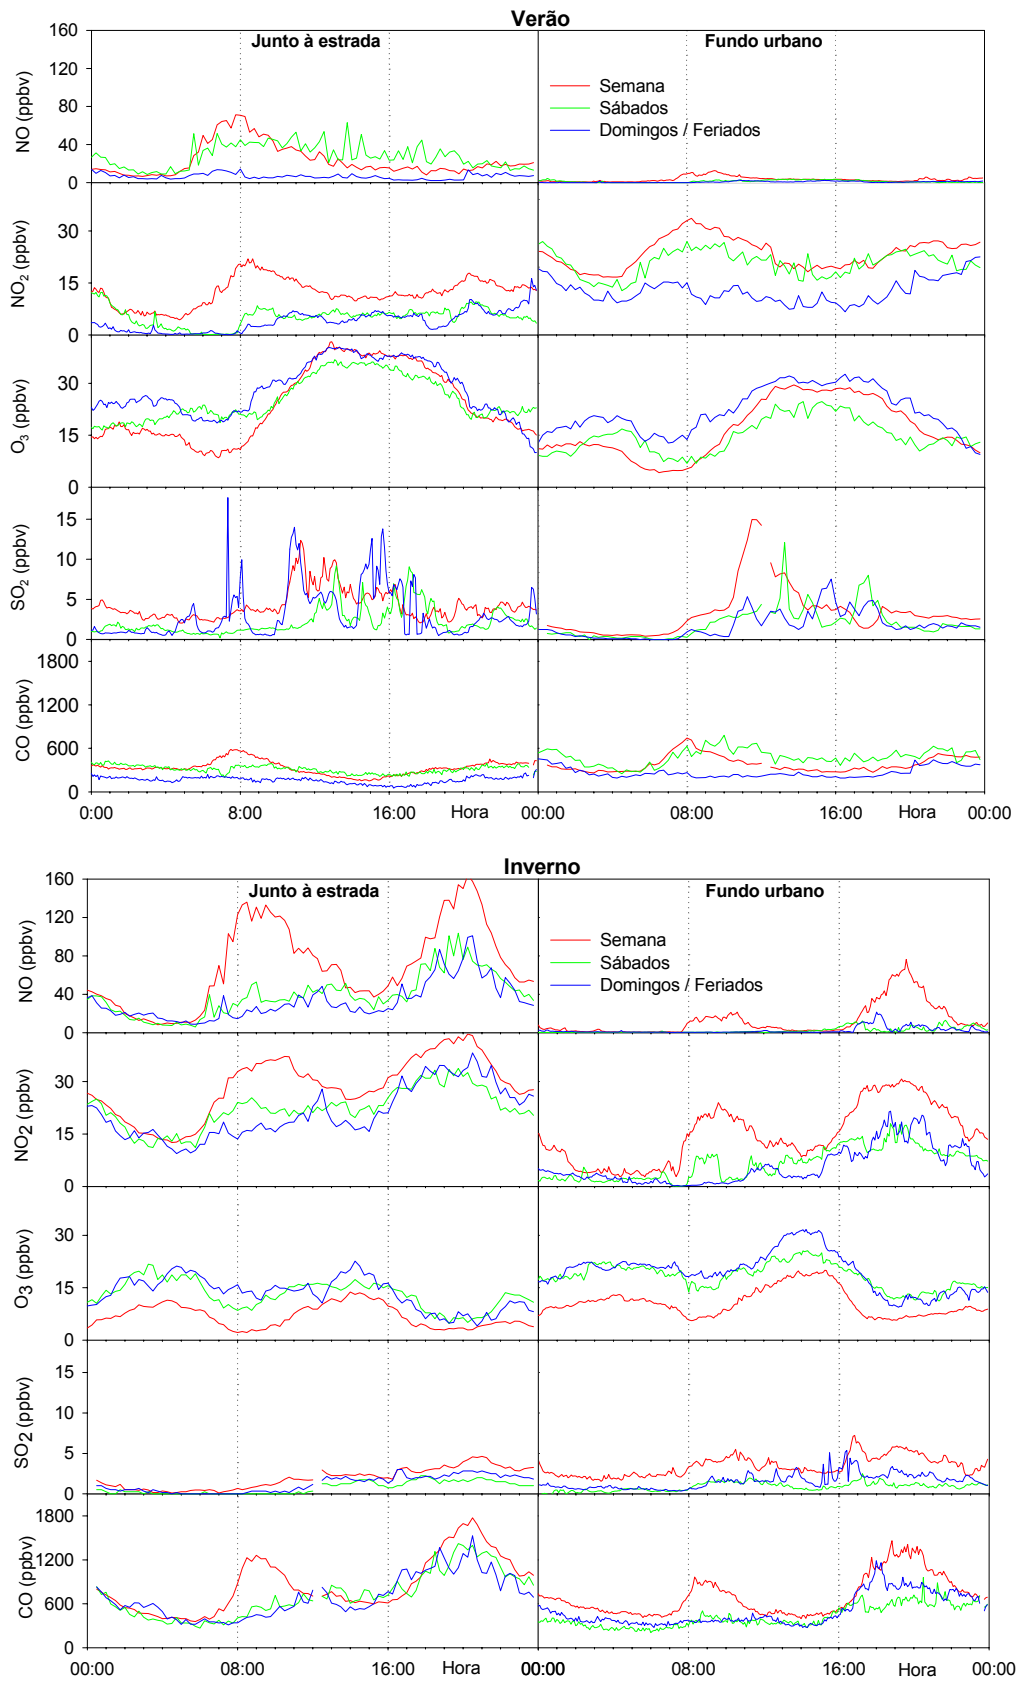 Verão
Junto à estrada
Fundo urbano
Semana
Sábados
Domingos / Feriados
NO (ppbv)
160
120
80
40
0
NO2 (ppbv)
30
15
0
O3 (ppbv)
30
15
0
SO2 (ppbv)
15
10
5
0
CO (ppbv)
1800
1200
600
0
0:00 8:00 16:00 Hora 00:00 08:00 16:00 Hora 00:00
Inverno
Junto à estrada
Fundo urbano
Semana
Sábados
Domingos / Feriados
NO (ppbv)
160
120
80
40
0
NO2 (ppbv)
30
15
0
O3 (ppbv)
30
15
0
SO2 (ppbv)
15
10
5
0
CO (ppbv)
1800
1200
600
0
00:00 08:00 16:00 Hora 00:00 08:00 16:00 Hora 00:00